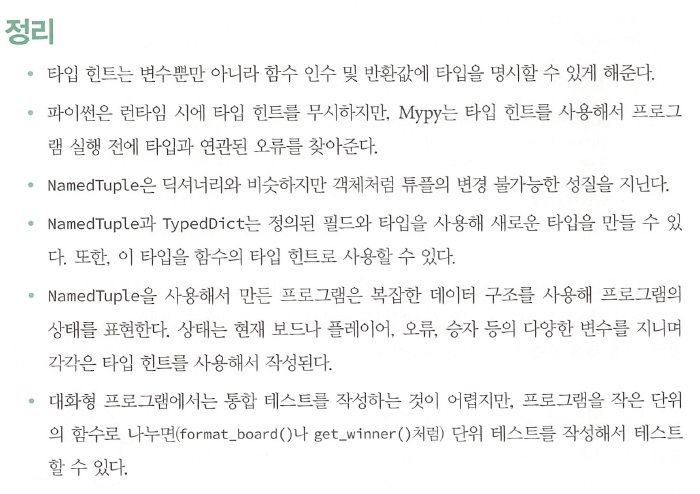 정리
• 타입 힌트는 변수뿐만 아니라 함수 인수 및 반환값에 타입을 명시할 수 있게 해준다.
• 파이썬은 런타임 시에 타입 힌트를 무시하지만, Mypy는 타입 힌트를 사용해서 프로그
램 실행 전에 타입과 연관된 오류를 찾아준다.
• NamedTuple은 딕셔너리와 비슷하지만 객체처럼 튜플의 변경 불가능한 성질을 지닌다.
• NamedTuple과 TypedDict는 정의된 필드와 타입을 사용해 새로운 타입을 만들 수 있
다. 또한, 이 타입을 함수의 타입 힌트로 사용할 수 있다.
• NamedTuple을 사용해서 만든 프로그램은 복잡한 데이터 구조를 사용해 프로그램의
상태를 표현한다. 상태는 현재 보드나 플레이어, 오류, 승자 등의 다양한 변수를 지니며
각각은 타입 힌트를 사용해서 작성된다.
• 대화형 프로그램에서는 통합 테스트를 작성하는 것이 어렵지만, 프로그램을 작은 단위
의 함수로 나누면(format_board()나 get_winner()처럼) 단위 테스트를 작성해서 테스트
할 수 있다.